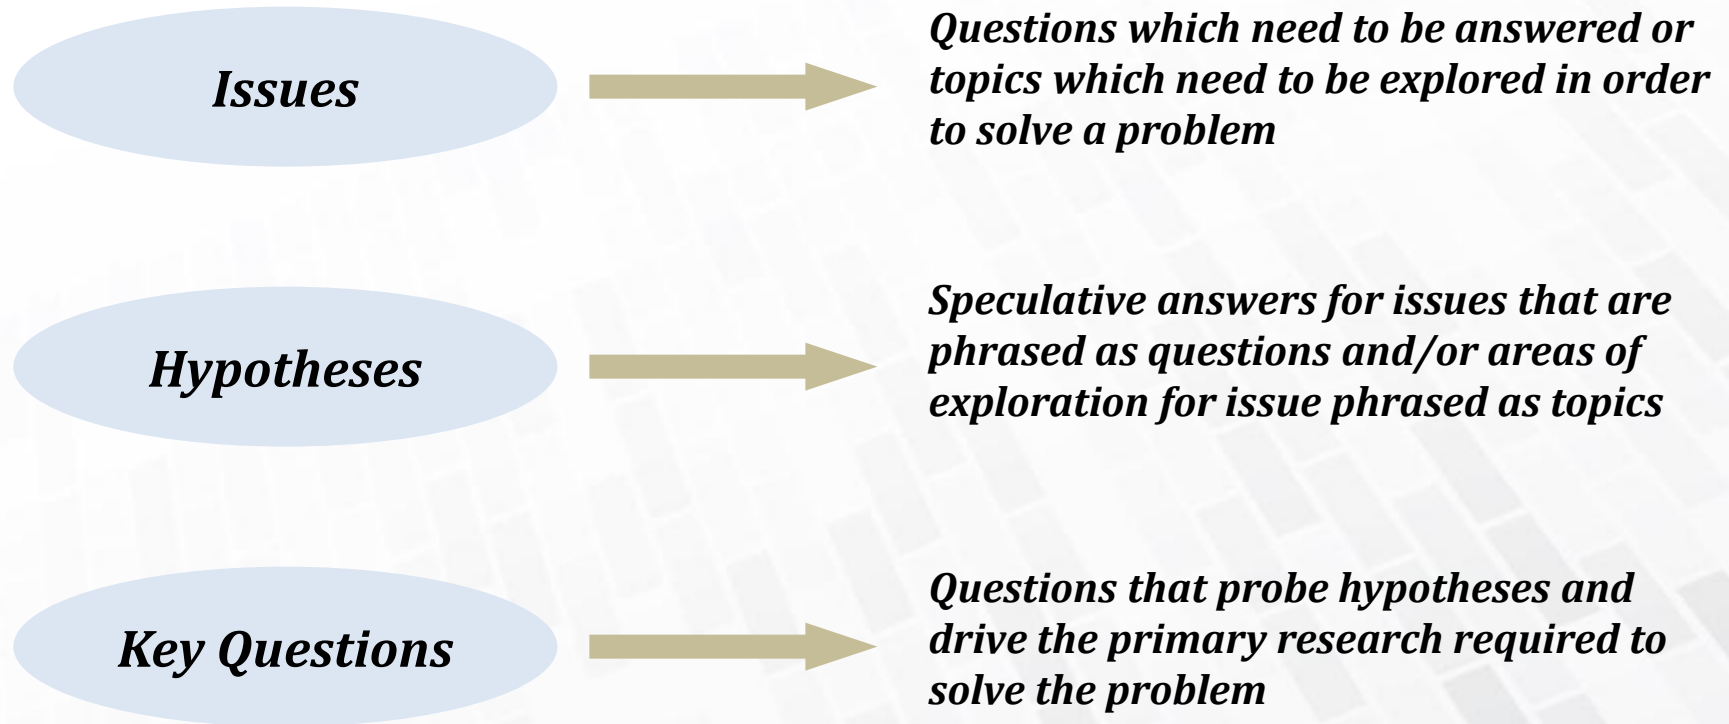 Issues
Questions which need to be answered or
topics which need to be explored in order
to solve a problem
Hypotheses
Speculative answers for issues that are
phrased as questions and/or areas of
exploration for issue phrased as topics
Key Questions
Questions that probe hypotheses and
drive the primary research required to
solve the problem